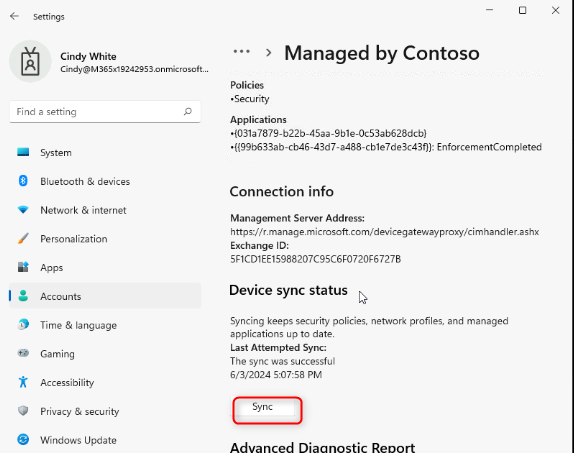 Settings
Cindy White
Cindy@M365x19242953.onmicrosoft...
Find a setting
System
Bluetooth & devices
Network & internet
Personalization
Apps
Accounts
Time & language
Gaming
Accessibility
Privacy & security
Windows Update
... > Managed by Contoso
Policies
•Security
Applications
•{031a7879-b22b-45aa-9b1e-0c53ab628dcb}
•{{99b633ab-cb46-43d7-a488-cb1e7de3c43f}}: EnforcementCompleted
Connection info
Management Server Address:
https://r.manage.microsoft.com/devicegatewayproxy/cimhandler.ashx
Exchange ID:
5F1CD1EE15988207C95C6F0720F6727B
Device sync status
Syncing keeps security policies, network profiles, and managed
applications up to date.
Last Attempted Sync:
The sync was successful
6/3/2024 5:07:58 PM
Sync
Advanced Diagnostic Report